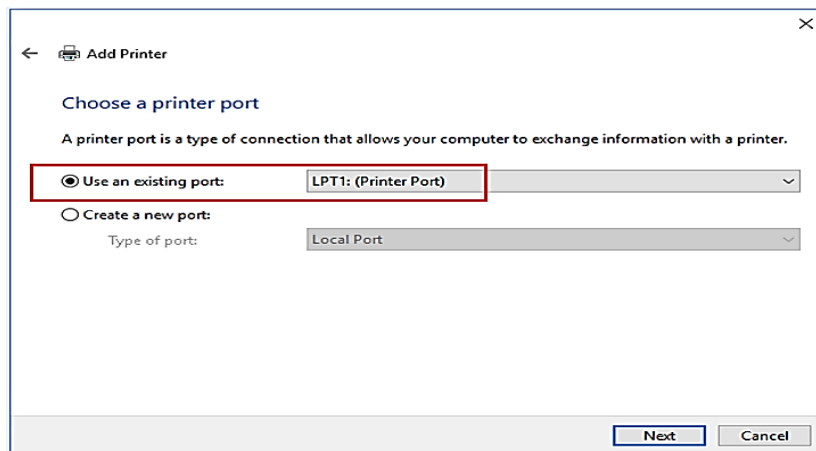 Add Printer
Choose a printer port
A printer port is a type of connection that allows your computer to exchange information with a printer.
Use an existing port: LPT1: (Printer Port)
Create a new port:
Type of port: Local Port
Next Cancel